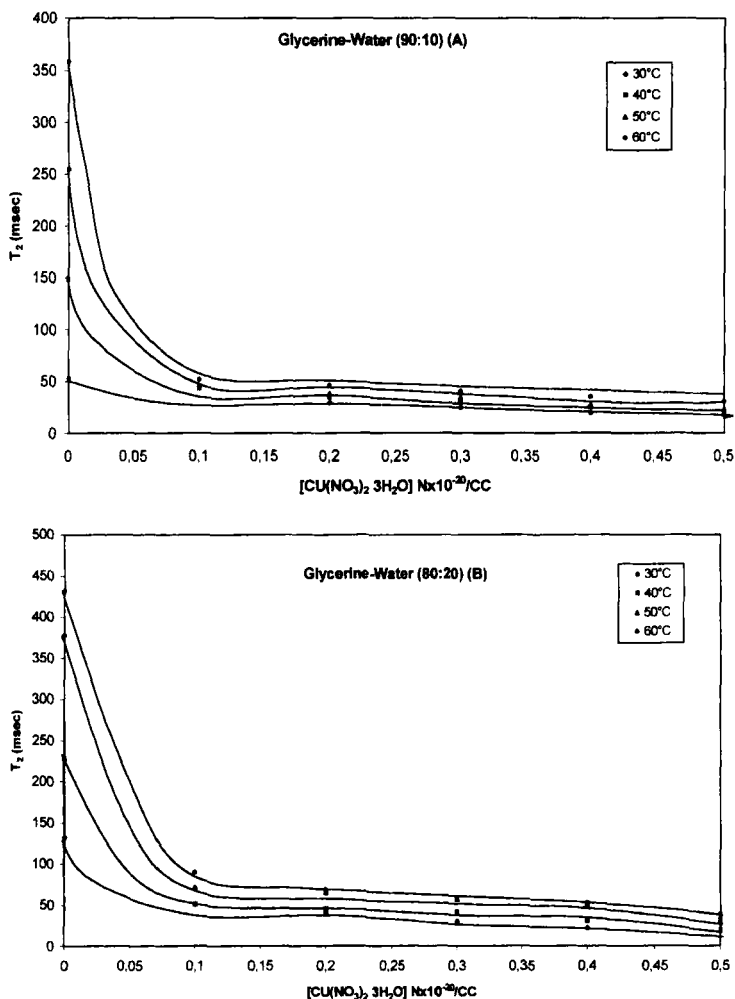 Glycerine-Water (90:10) (A)
400
350
300
250
200
150
100
50
0
T₂ (msec)
30°C
40°C
50°C
60°C
0 0,05 0,1 0,15 0,2 0,25 0,3 0,35 0,4 0,45 0,5
[CU(NO₃)₂ 3H₂O] Nx10⁻²⁰/CC
Glycerine-Water (80:20) (B)
500
450
400
350
300
250
200
150
100
50
0
T₂ (msec)
30°C
40°C
50°C
60°C
0 0,05 0,1 0,15 0,2 0,25 0,3 0,35 0,4 0,45 0,5
[CU(NO₃)₂ 3H₂O] Nx10⁻²⁰/CC